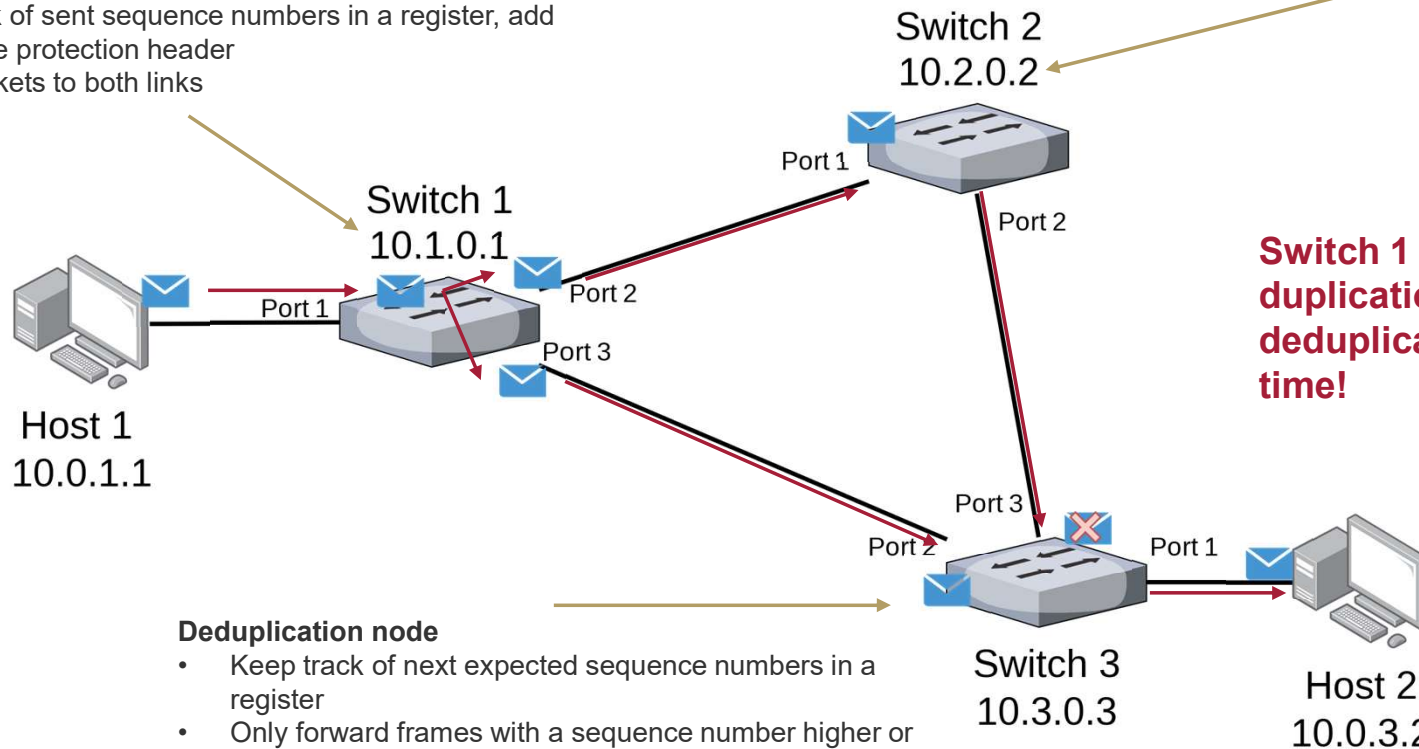 of sent sequence numbers in a register, add
protection header
to both links
Switch 2
10.2.0.2
Port 1
Port 2
Switch 1
10.1.0.1
Port 1
Port 2
Port 3
Host 1
10.0.1.1
Switch 1
time!
Port 3
Port 2
Port 1
Deduplication node
• Keep track of next expected sequence numbers in a
register
• Only forward frames with a sequence number higher or
Switch 3
10.3.0.3
Host 2
10.0.3.2